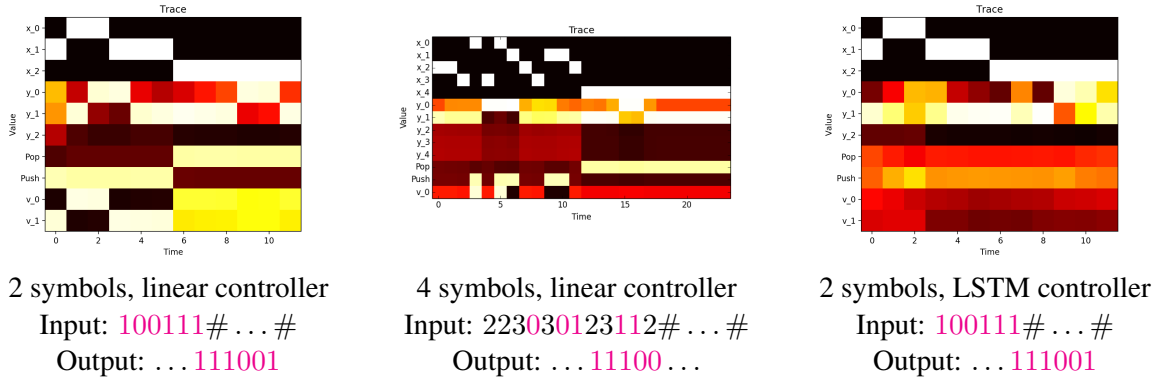 Trace
x_0
x_1
x_2
y_0
y_1
y_2
Pop
Push
v_0
v_1
Value
0 2 4 6 8 10
Time
2 symbols, linear controller
Input: 100111# … #
Output: … 111001
Trace
x_0
x_1
x_2
x_3
x_4
y_0
y_1
y_2
y_3
y_4
Pop
Push
v_0
Value
0 5 10 15 20
Time
4 symbols, linear controller
Input: 223030123112# … #
Output: … 11100 …
Trace
x_0
x_1
x_2
y_0
y_1
y_2
Pop
Push
v_0
v_1
Value
0 2 4 6 8 10
Time
2 symbols, LSTM controller
Input: 100111# … #
Output: … 111001